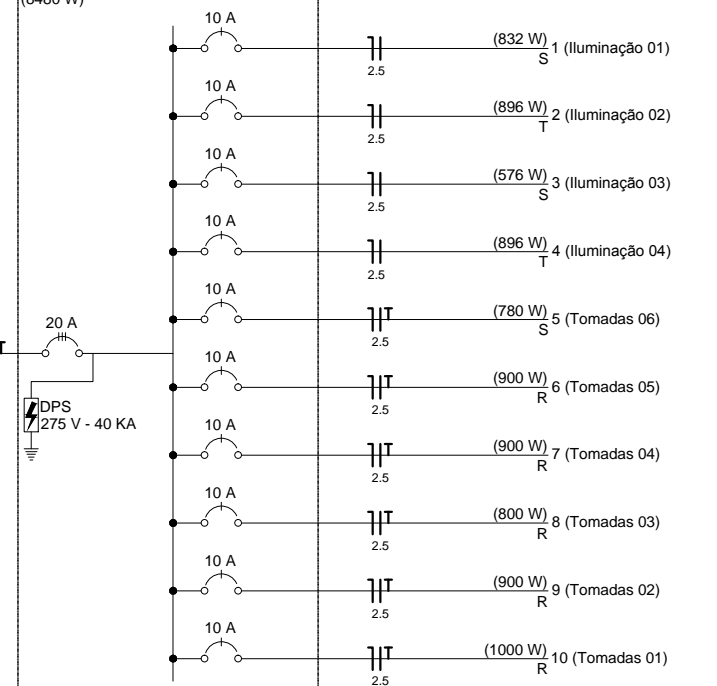 10 A
(832 W)
S
1 (Iluminação 01)
2.5
10 A
(896 W)
T
2 (Iluminação 02)
2.5
10 A
(576 W)
S
3 (Iluminação 03)
2.5
10 A
(896 W)
T
4 (Iluminação 04)
2.5
10 A
(780 W)
S
5 (Tomadas 06)
2.5
20 A
DPS
275 V - 40 KA
10 A
(900 W)
R
6 (Tomadas 05)
2.5
10 A
(900 W)
R
7 (Tomadas 04)
2.5
10 A
(800 W)
R
8 (Tomadas 03)
2.5
10 A
(900 W)
R
9 (Tomadas 02)
2.5
10 A
(1000 W)
R
10 (Tomadas 01)
2.5